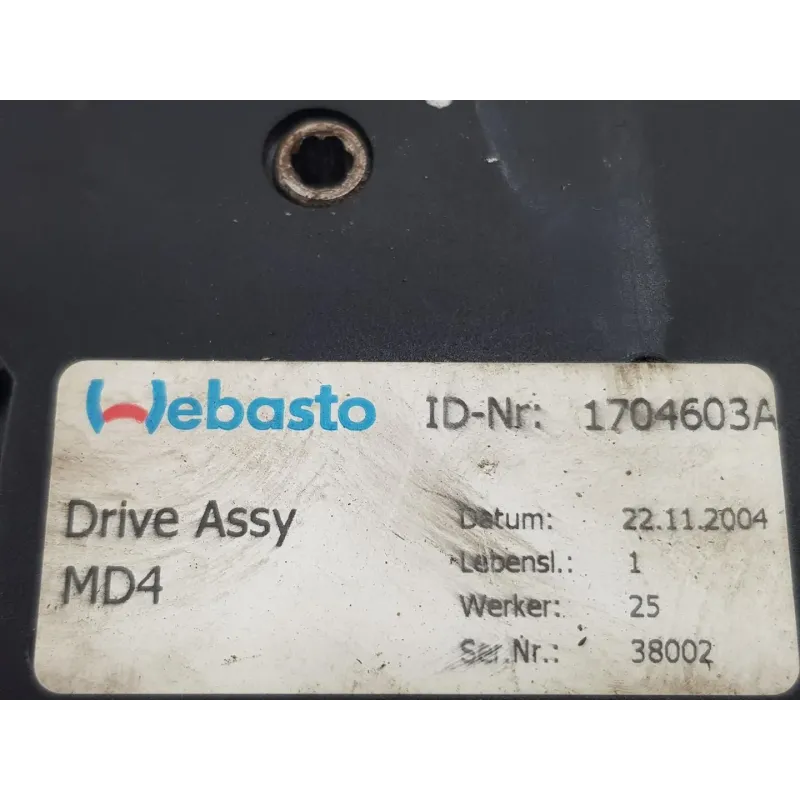 Webasto ID-Nr: 1704603A
Drive Assy
MD4
Datum: 22.11.2004
Lebensl.: 1
Werker: 25
Ser.Nr.: 38002